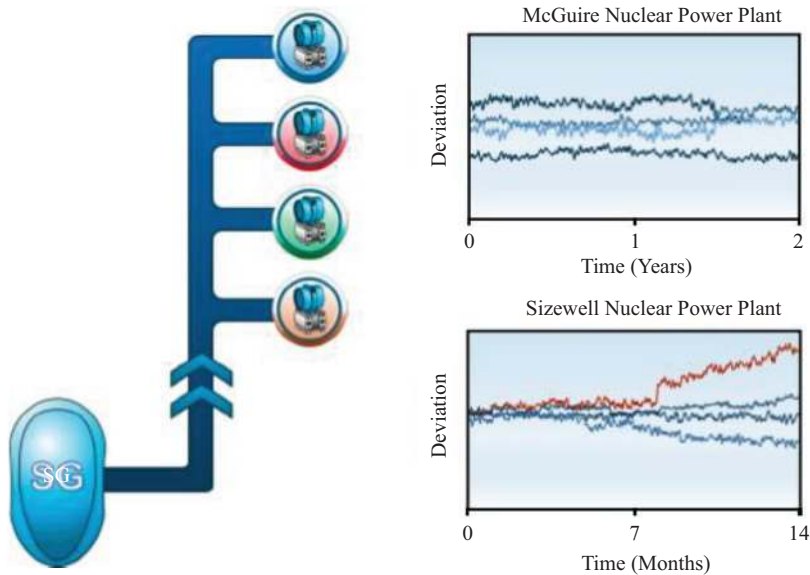 McGuire Nuclear Power Plant
Deviation
0 1 2
Time (Years)
Sizewell Nuclear Power Plant
Deviation
0 7 14
Time (Months)
SG
SG